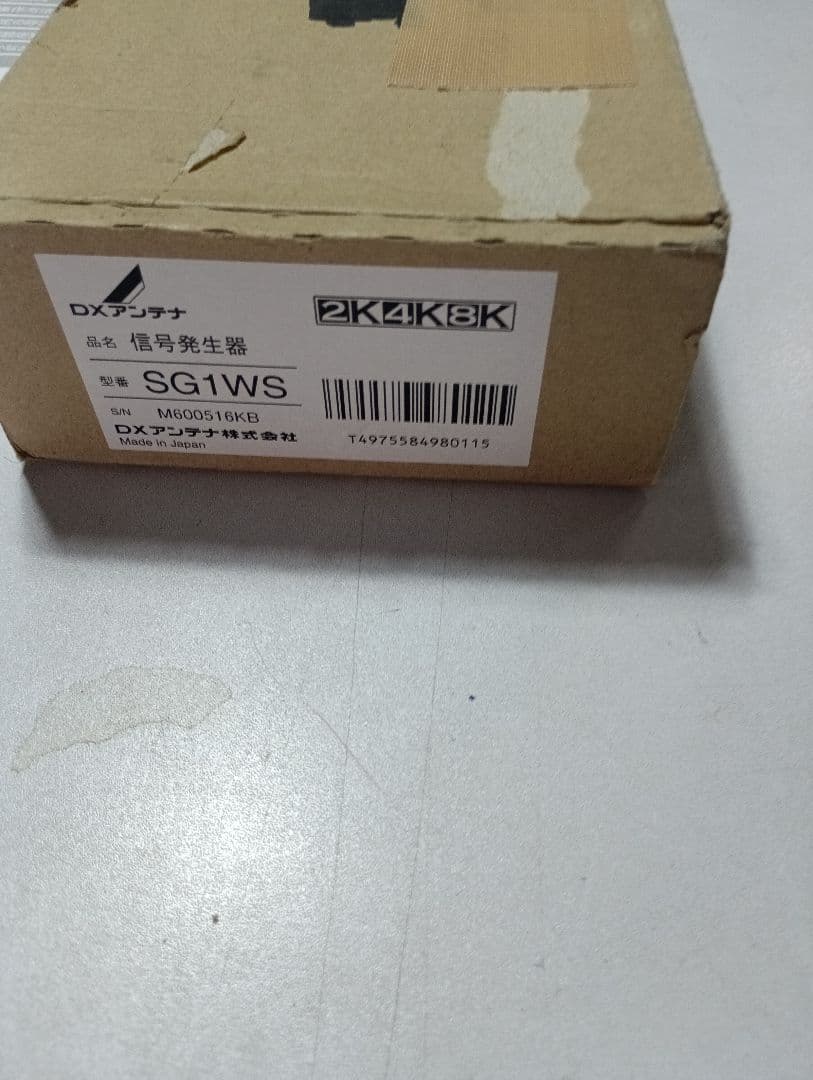 DXアンテナ
2K4K8K
品名 信号発生器
型番 SG1WS
S/N M600516KB
DXアンテナ株式会社
Made in Japan
T4975584980115